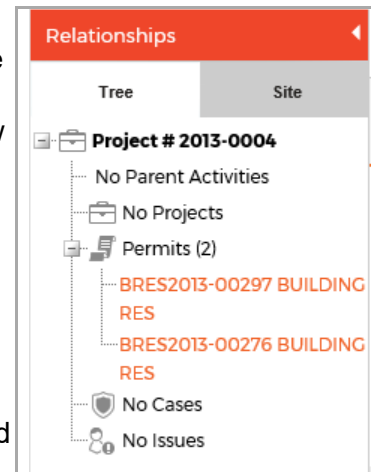 Relationships
Tree Site
Project # 2013-0004
No Parent Activities
No Projects
Permits (2)
BRES2013-00297 BUILDING
RES
BRES2013-00276 BUILDING
RES
No Cases
No Issues